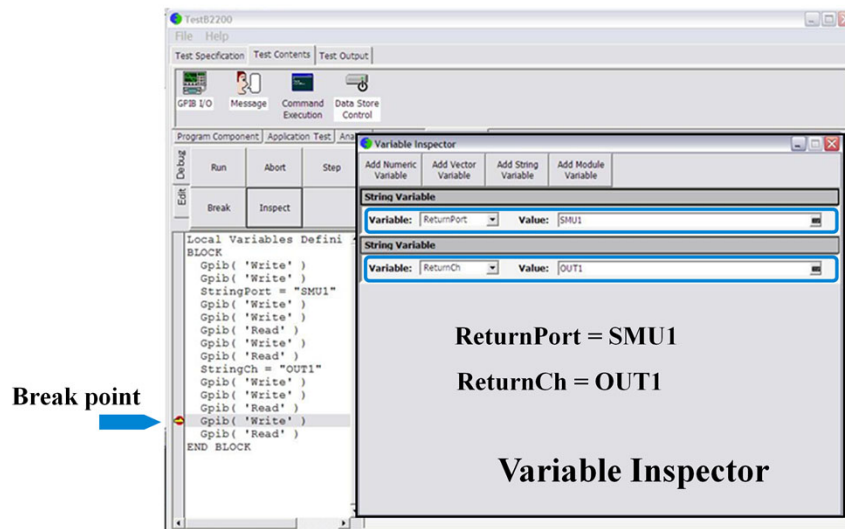 TestB2200
File Help
Test Specification Test Contents Test Output
GPIB I/O Message Command Execution Data Store Control
Program Component Application Test Ana
Debug
Edit
Run Abort Step
Break Inspect
Local Variables Defini
BLOCK
Gpib( 'Write' )
Gpib( 'Write' )
StringPort = "SMU1"
Gpib( 'Write' )
Gpib( 'Write' )
Gpib( 'Read' )
Gpib( 'Write' )
Gpib( 'Read' )
StringCh = "OUT1"
Gpib( 'Write' )
Gpib( 'Write' )
Gpib( 'Read' )
Gpib( 'Write' )
Gpib( 'Read' )
END BLOCK
Break point
Variable Inspector
Add Numeric Variable Add Vector Variable Add String Variable Add Module Variable
String Variable
Variable: ReturnPort Value: SMU1
String Variable
Variable: ReturnCh Value: OUT1
ReturnPort = SMU1
ReturnCh = OUT1
Variable Inspector